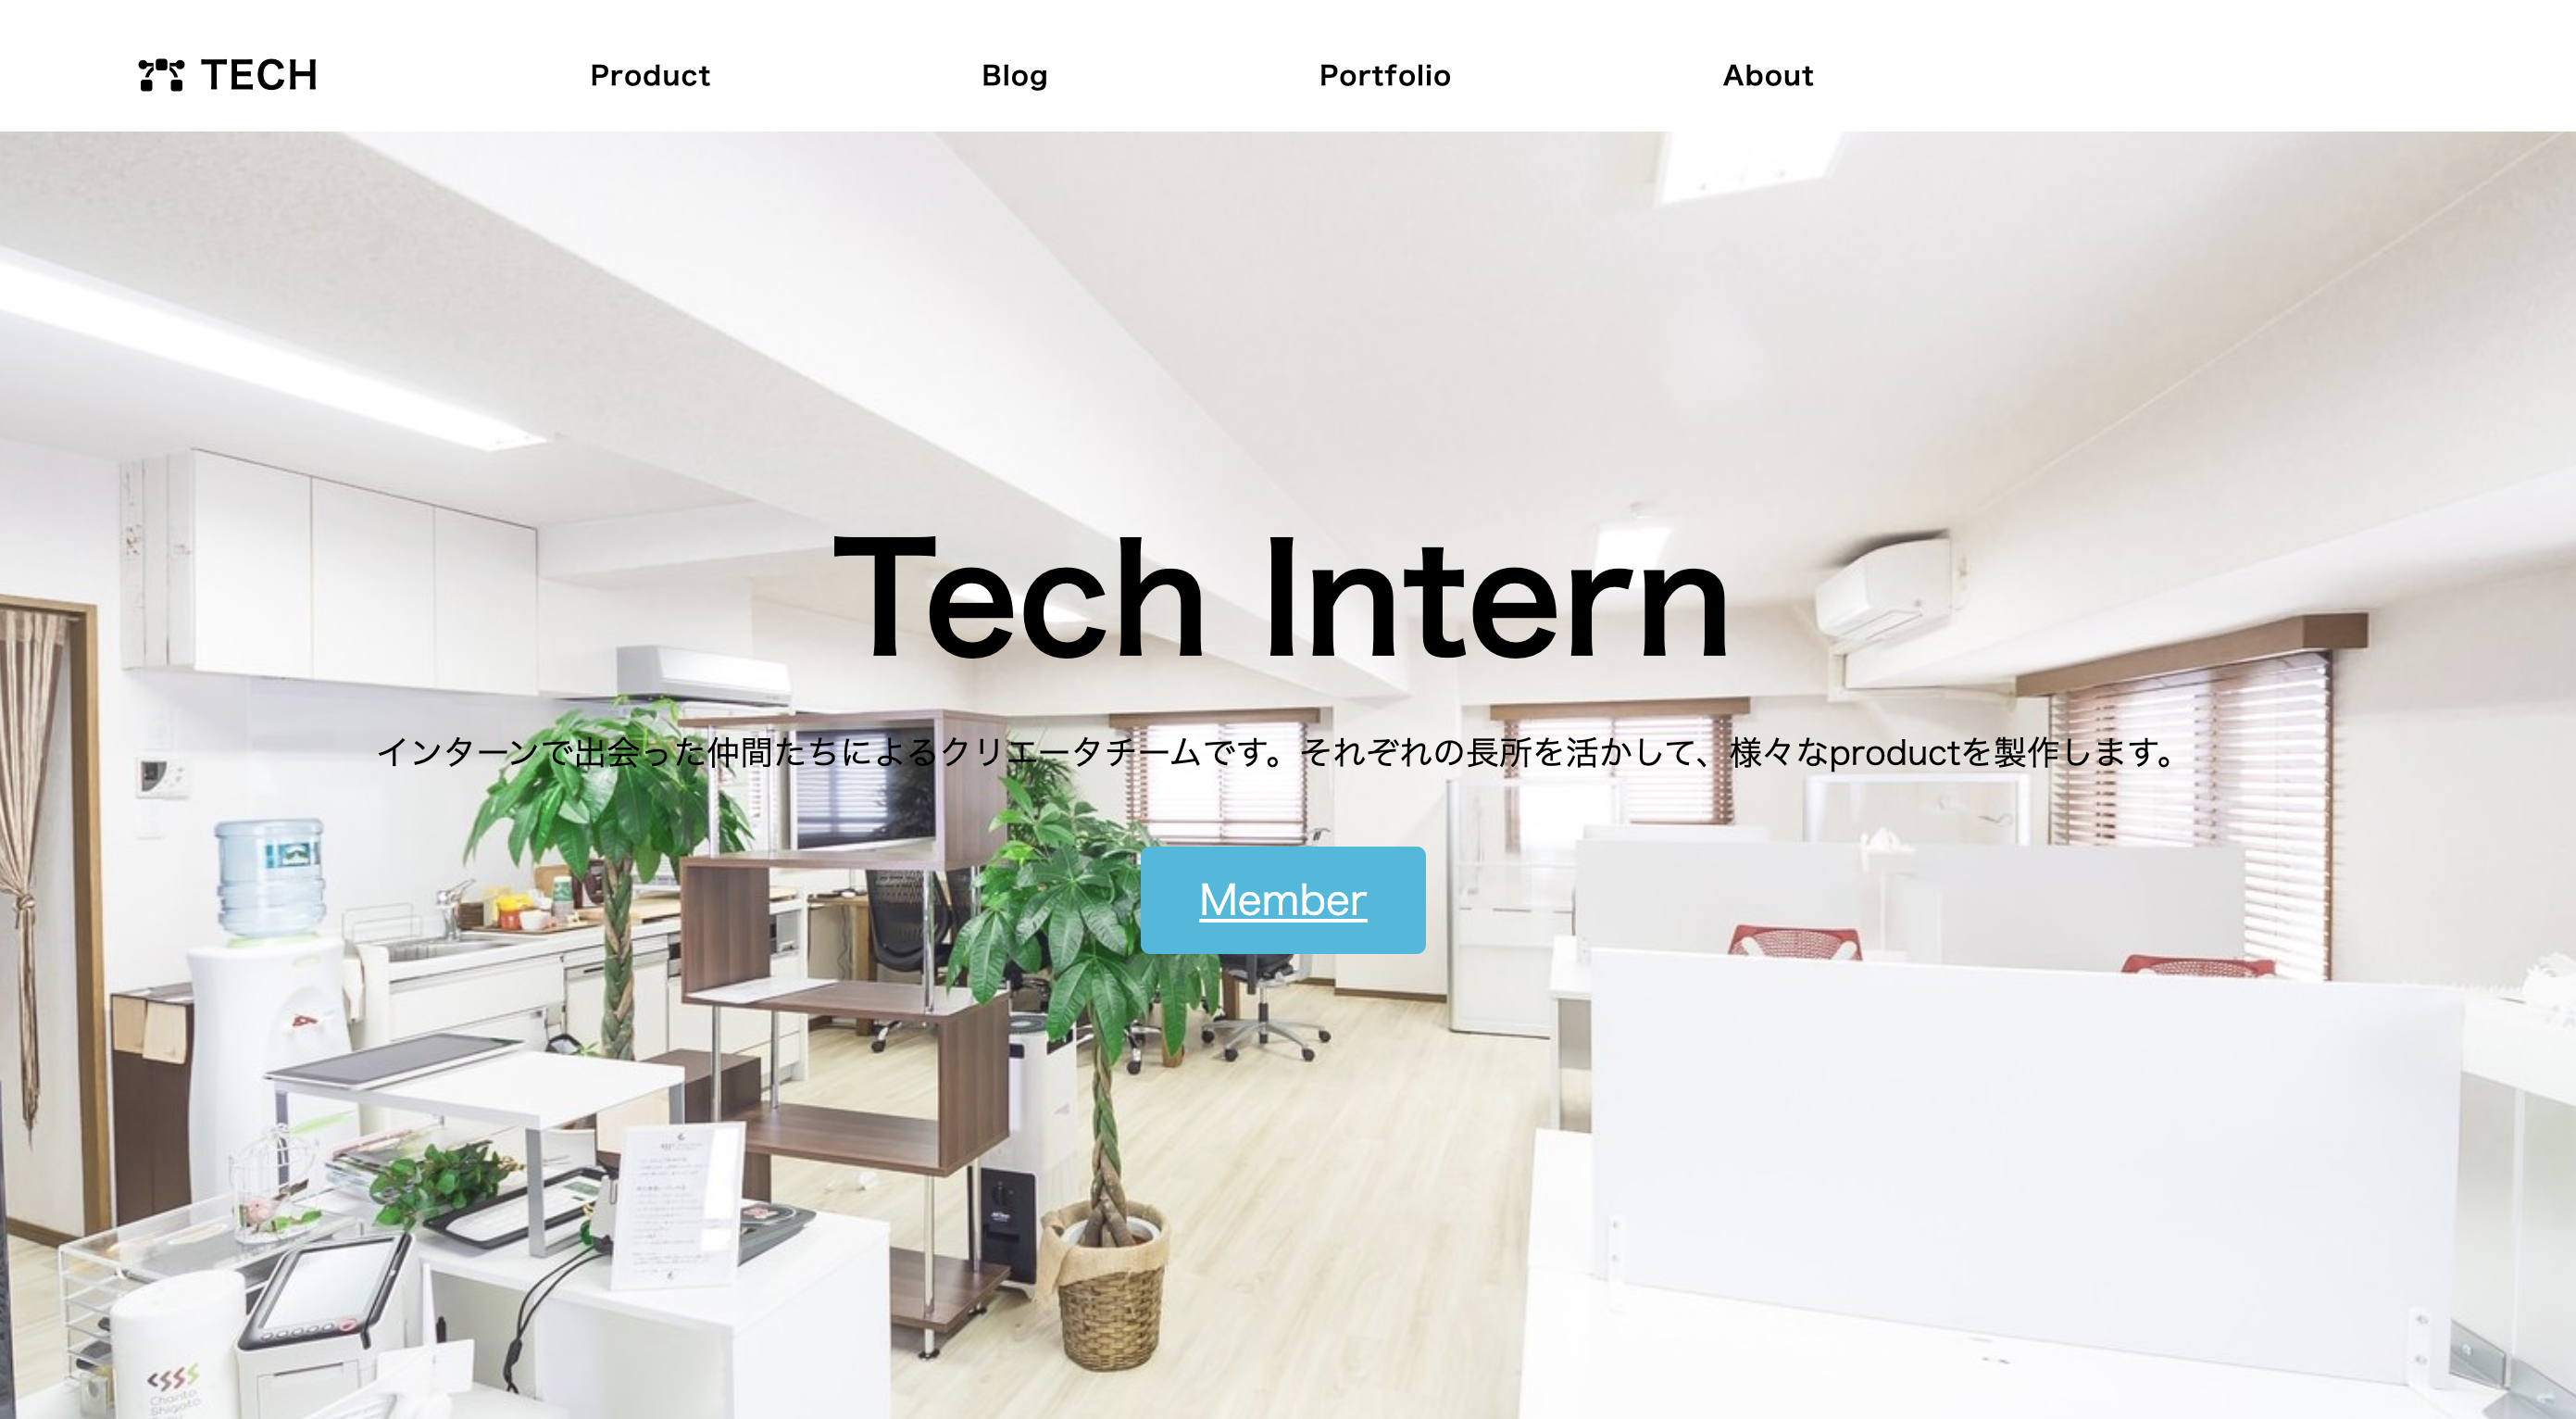 TECH
Product
Blog
Portfolio
About
Tech Intern
インターンで出会った仲間たちによるクリエータチームです。それぞれの長所を活かして、様々なproductを製作します。
Member
Chanto
Shigoto